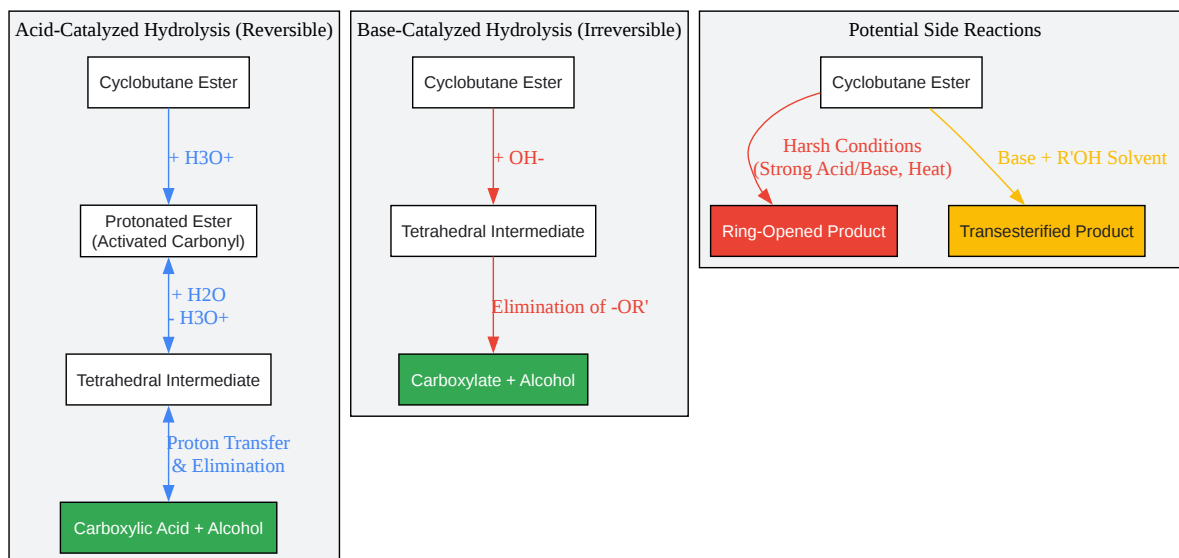 Acid-Catalyzed Hydrolysis (Reversible)
Cyclobutane Ester
+ H3O+
Protonated Ester
(Activated Carbonyl)
+ H2O
- H3O+
Tetrahedral Intermediate
Proton Transfer
& Elimination
Carboxylic Acid + Alcohol
Base-Catalyzed Hydrolysis (Irreversible)
Cyclobutane Ester
+ OH-
Tetrahedral Intermediate
Elimination of -OR'
Carboxylate + Alcohol
Potential Side Reactions
Cyclobutane Ester
Harsh Conditions
(Strong Acid/Base, Heat)
Base + R'OH Solvent
Ring-Opened Product
Transesterified Product